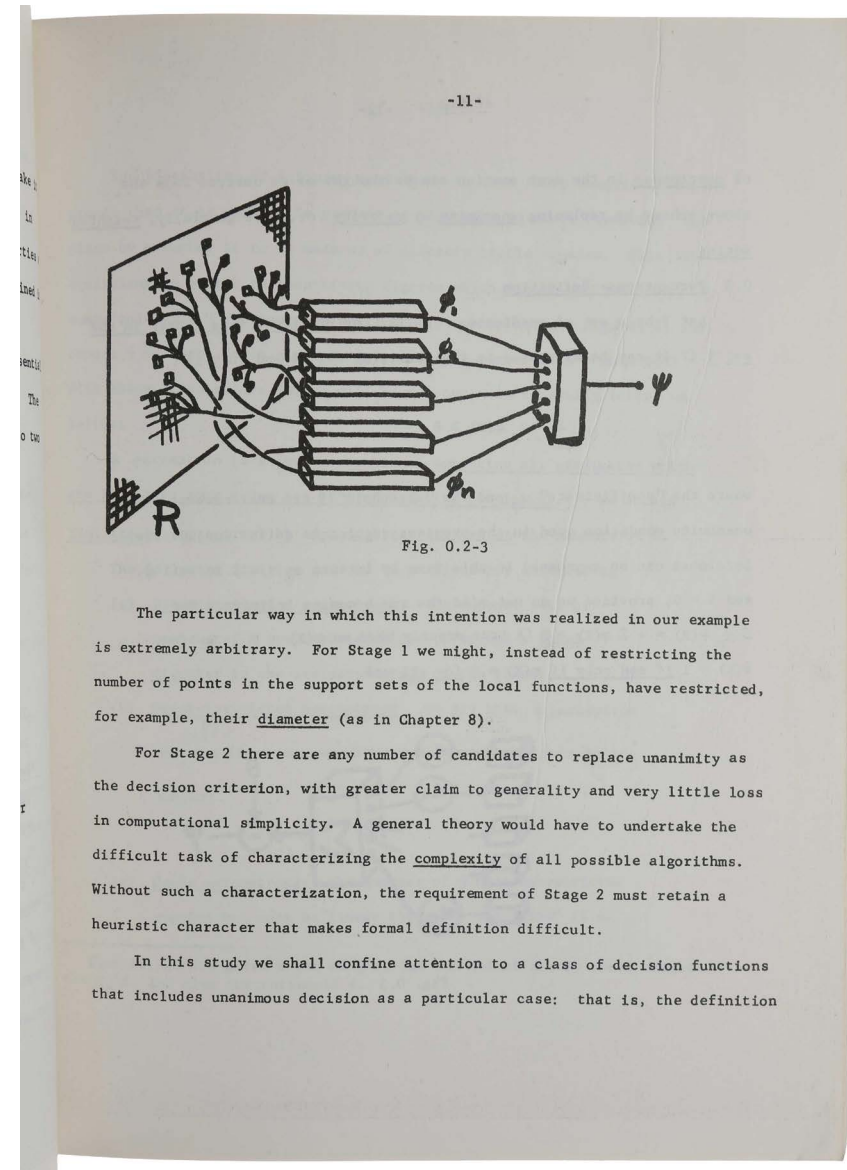 -11-
in
The
R
φ1
φn
ψ
Fig. 0.2-3
The particular way in which this intention was realized in our example
is extremely arbitrary. For Stage 1 we might, instead of restricting the
number of points in the support sets of the local functions, have restricted,
for example, their diameter (as in Chapter 8).
For Stage 2 there are any number of candidates to replace unanimity as
the decision criterion, with greater claim to generality and very little loss
in computational simplicity. A general theory would have to undertake the
difficult task of characterizing the complexity of all possible algorithms.
Without such a characterization, the requirement of Stage 2 must retain a
heuristic character that makes formal definition difficult.
In this study we shall confine attention to a class of decision functions
that includes unanimous decision as a particular case: that is, the definition